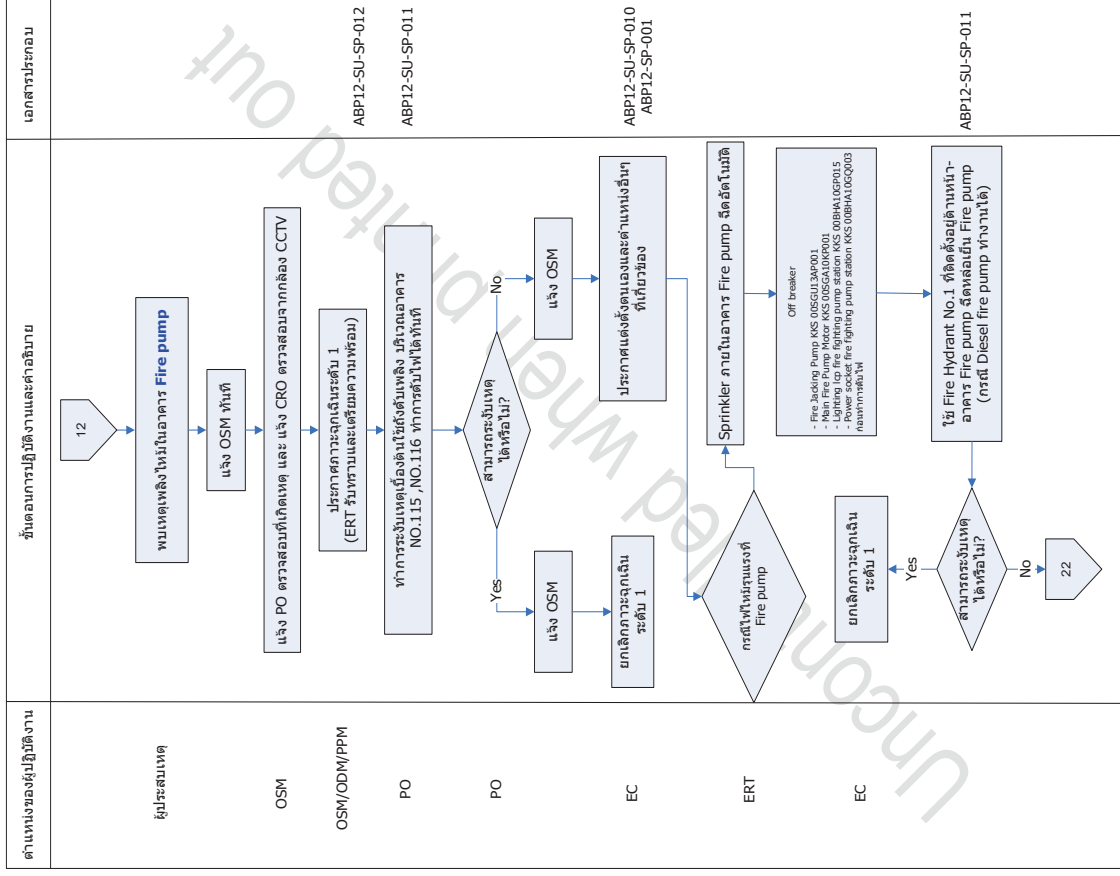 ตำแหน่งของผู้ปฏิบัติงาน
ขั้นตอนการปฏิบัติงานและคำอธิบาย
เอกสารประกอบ
12
ผู้ประสบเหตุ
พบเหตุเพลิงไหม้ในอาคาร Fire pump
แจ้ง OSM ทันที
OSM
แจ้ง PO ตรวจสอบที่เกิดเหตุ และ แจ้ง CRO ตรวจสอบจากกล้อง CCTV
OSM/ODM/PPM
ประกาศภาวะฉุกเฉินระดับ 1
(ERT รับทราบและเตรียมความพร้อม)
ABP12-SU-SP-012
PO
ทำการระงับเหตุเบื้องต้นใช้ถังดับเพลิง บริเวณอาคาร
NO.115 ,NO.116 ทำการดับไฟได้ทันที
ABP12-SU-SP-011
PO
สามารถระงับเหตุ
ได้หรือไม่?
Yes
No
แจ้ง OSM
แจ้ง OSM
EC
ยกเลิกภาวะฉุกเฉิน
ระดับ 1
ประกาศแต่งตั้งตนเองและตำแหน่งอื่นๆ
ที่เกี่ยวข้อง
ABP12-SU-SP-010
ABP12-SP-001
ERT
กรณีไฟไหม้รุนแรงที่
Fire pump
Sprinkler ภายในอาคาร Fire pump ฉีดอัตโนมัติ
Off breaker
- Fire Jacking Pump KKS 00SGU13AP001
- Main Fire Pump Motor KKS 00SGA10KP001
- Lighting lcp fire fighting pump station KKS 00BHA10GP015
- Power socket fire fighting pump station KKS 00BHA10GQ003
ก่อนทำการดับไฟ
EC
ยกเลิกภาวะฉุกเฉิน
ระดับ 1
Yes
สามารถระงับเหตุ
ได้หรือไม่?
No
22
ใช้ Fire Hydrant No.1 ที่ติดตั้งอยู่ด้านหน้า-
อาคาร Fire pump ฉีดหล่อเย็น Fire pump
(กรณี Diesel fire pump ทำงานได้)
ABP12-SU-SP-011
Uncontrolled when printed out